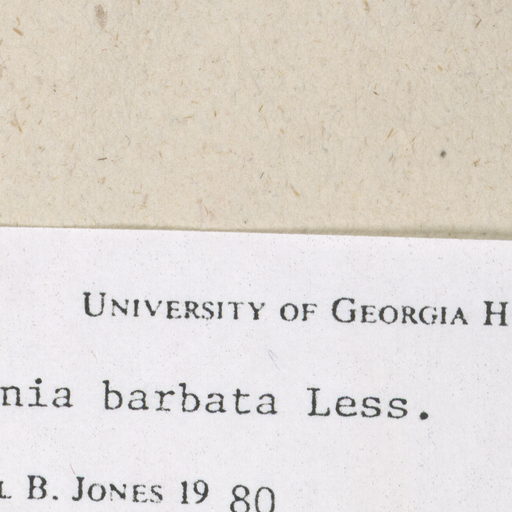 UNIVERSITY OF GEORGIA H
nia barbata Less.
L B. JONES 19 80